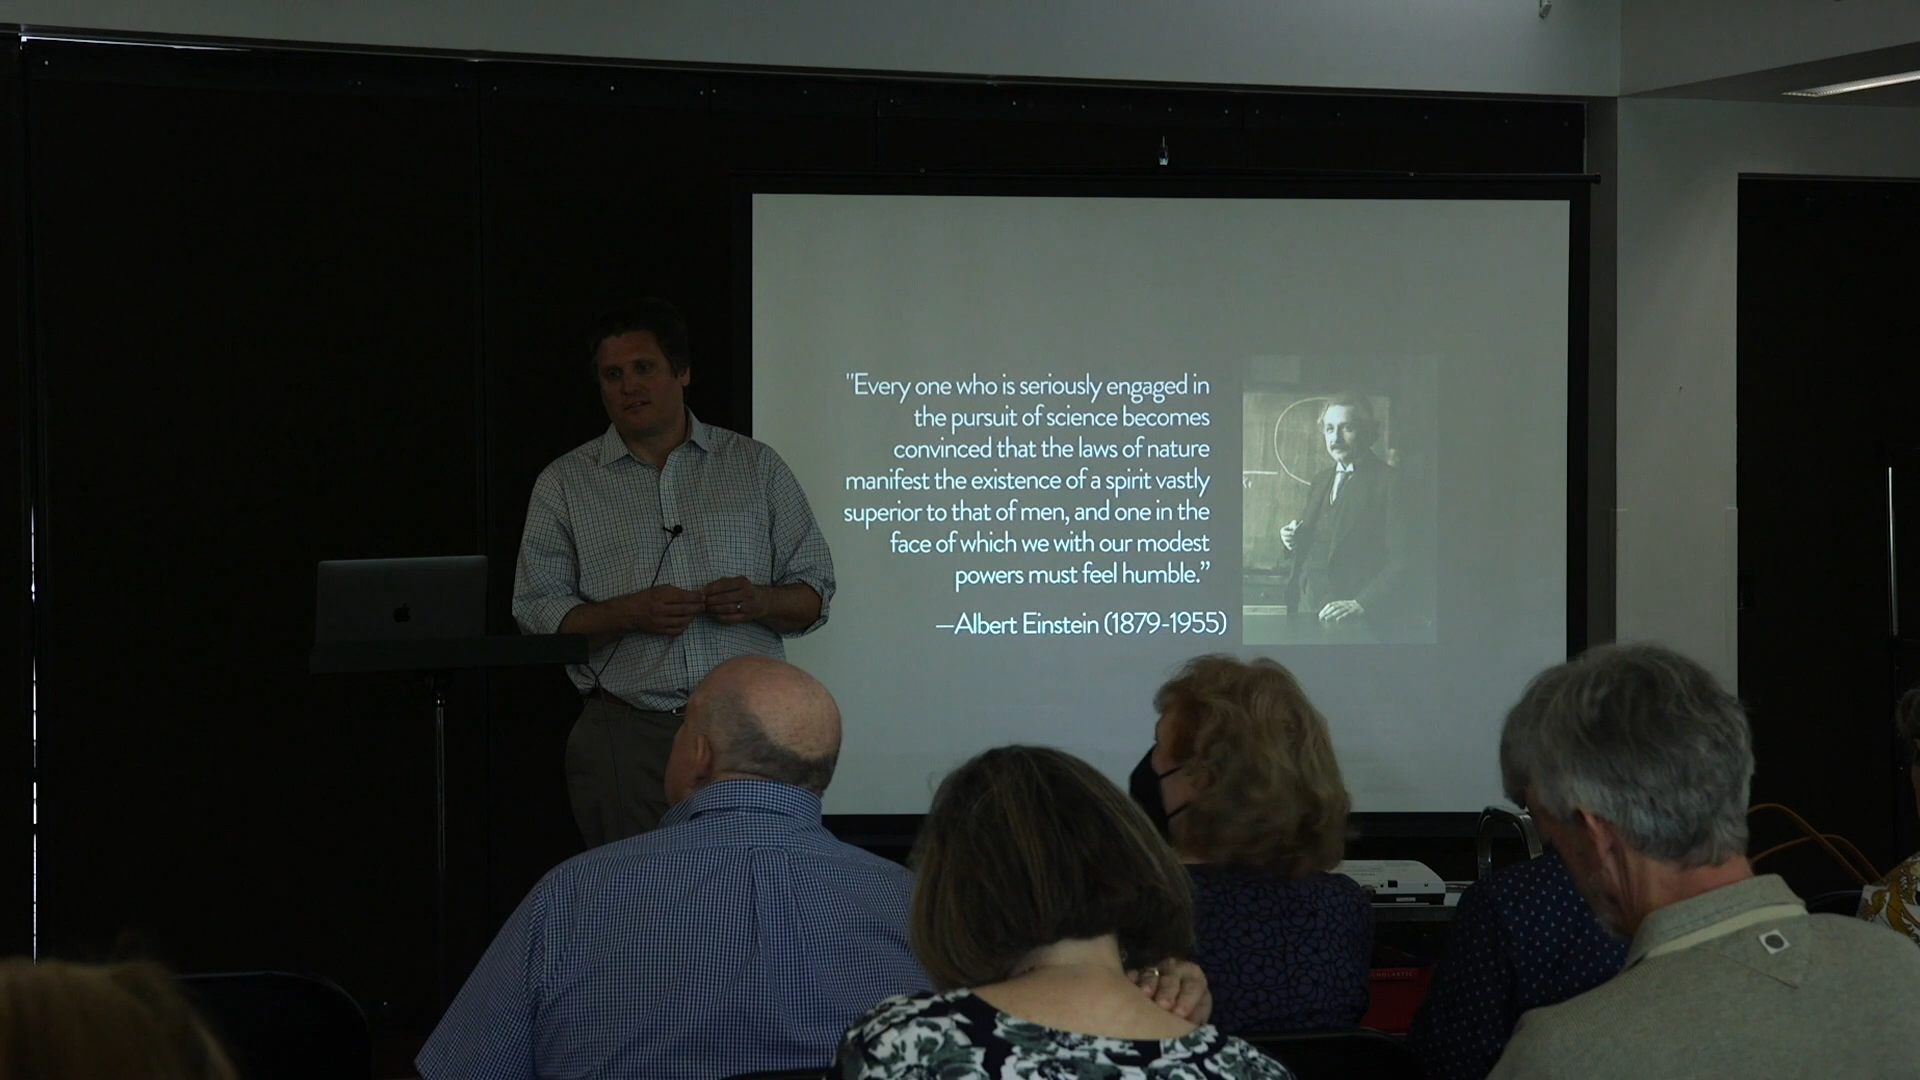 "Every one who is seriously engaged in
the pursuit of science becomes
convinced that the laws of nature
manifest the existence of a spirit vastly
superior to that of men, and one in the
face of which we with our modest
powers must feel humble.”
—Albert Einstein (1879-1955)
SCHOLASTIC